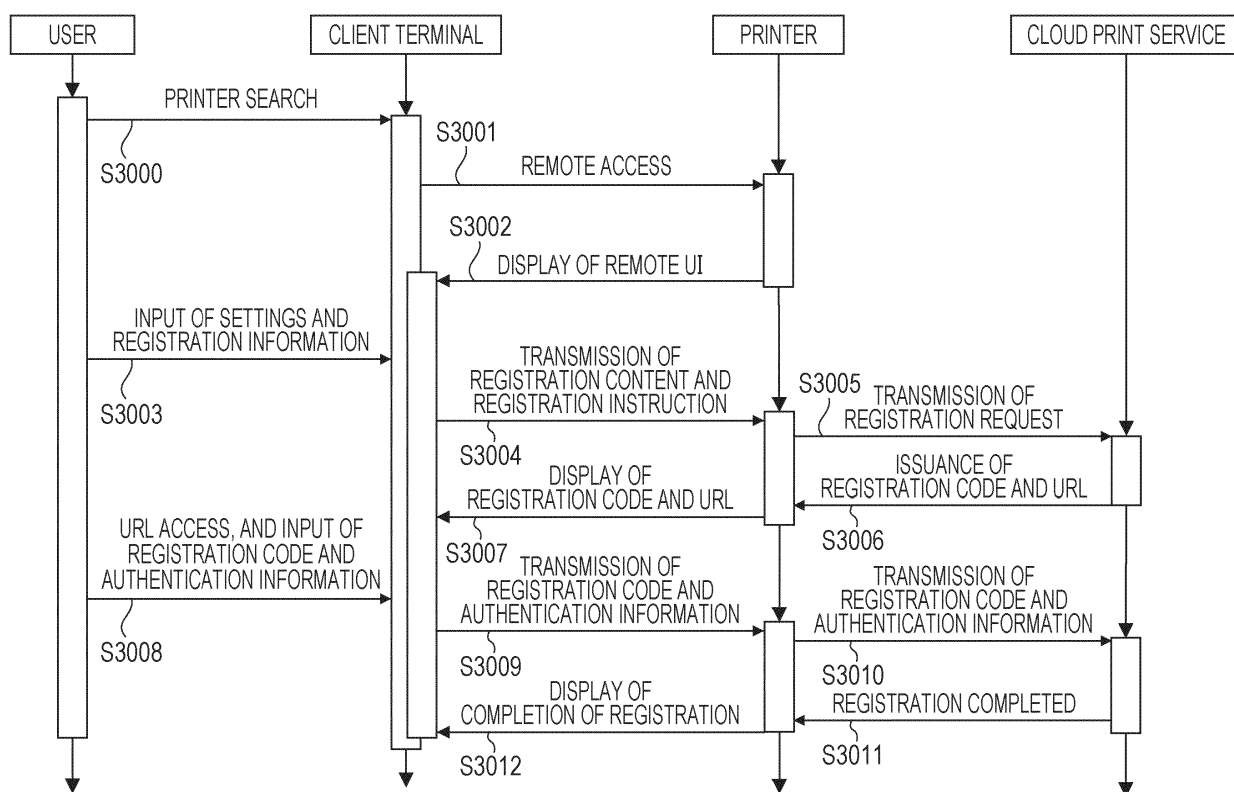 USER
CLIENT TERMINAL
PRINTER
CLOUD PRINT SERVICE
PRINTER SEARCH
S3000
S3001
REMOTE ACCESS
S3002
DISPLAY OF REMOTE UI
INPUT OF SETTINGS AND
REGISTRATION INFORMATION
S3003
TRANSMISSION OF
REGISTRATION CONTENT AND
REGISTRATION INSTRUCTION
S3004
S3005
TRANSMISSION OF
REGISTRATION REQUEST
ISSUANCE OF
REGISTRATION CODE AND URL
S3006
DISPLAY OF
REGISTRATION CODE AND URL
S3007
URL ACCESS, AND INPUT OF
REGISTRATION CODE AND
AUTHENTICATION INFORMATION
S3008
TRANSMISSION OF
REGISTRATION CODE AND
AUTHENTICATION INFORMATION
S3009
TRANSMISSION OF
REGISTRATION CODE AND
AUTHENTICATION INFORMATION
S3010
REGISTRATION COMPLETED
S3011
DISPLAY OF
COMPLETION OF REGISTRATION
S3012